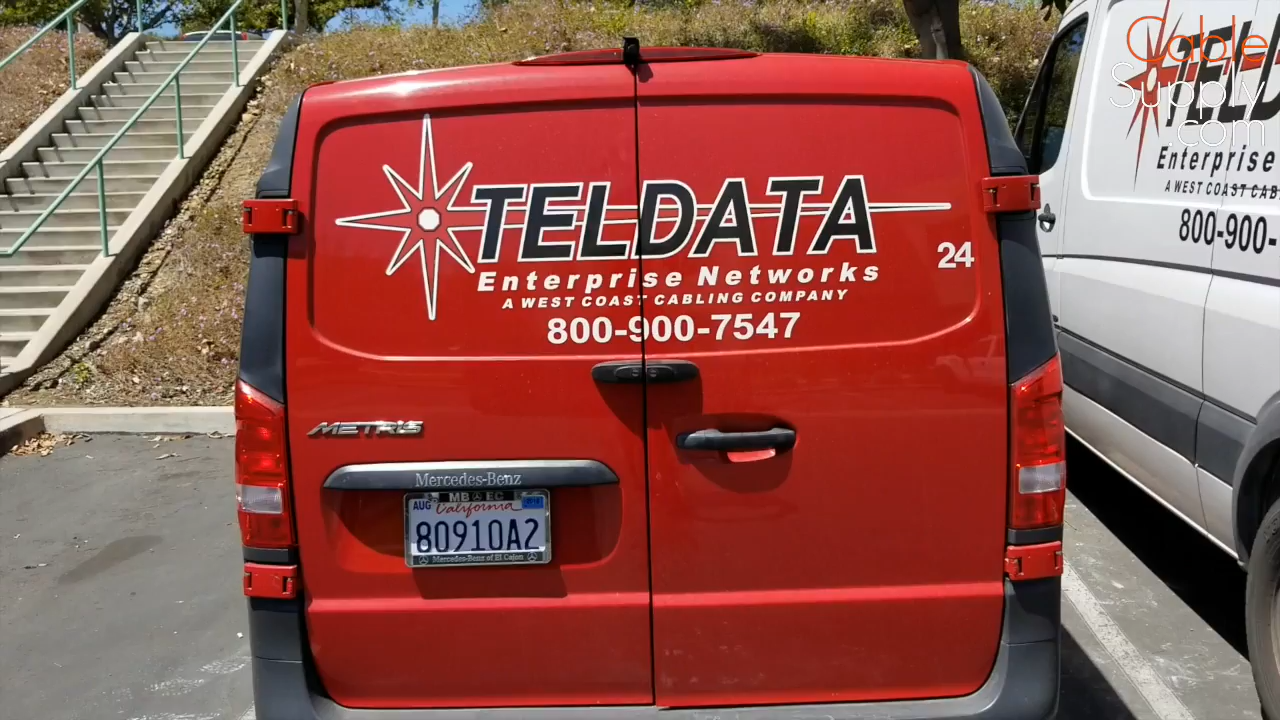 TELDATA
Enterprise Networks
A WEST COAST CABLING COMPANY
800-900-7547
24
METRIS
Mercedes-Benz
MB EC
AUG
California
80910A2
Mercedes-Benz of El Cajon
Cable
Supply
.com
TELD
Enterprise
A WEST COAST CAB
800-900-